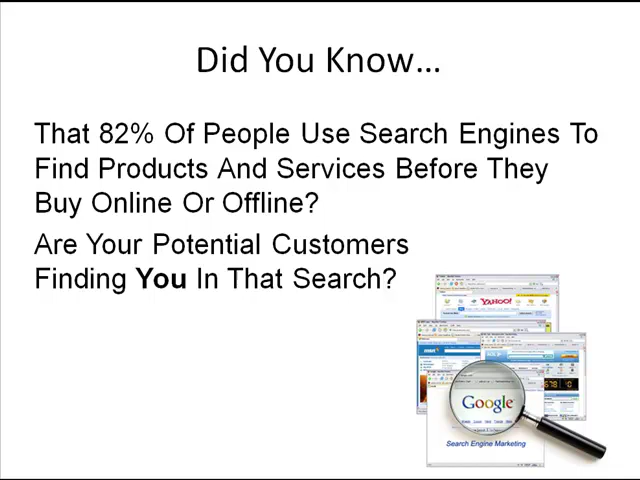 Did You Know...
That 82% Of People Use Search Engines To
Find Products And Services Before They
Buy Online Or Offline?
Are Your Potential Customers
Finding You In That Search?
YAHOO!
Google
Search Engine Marketing